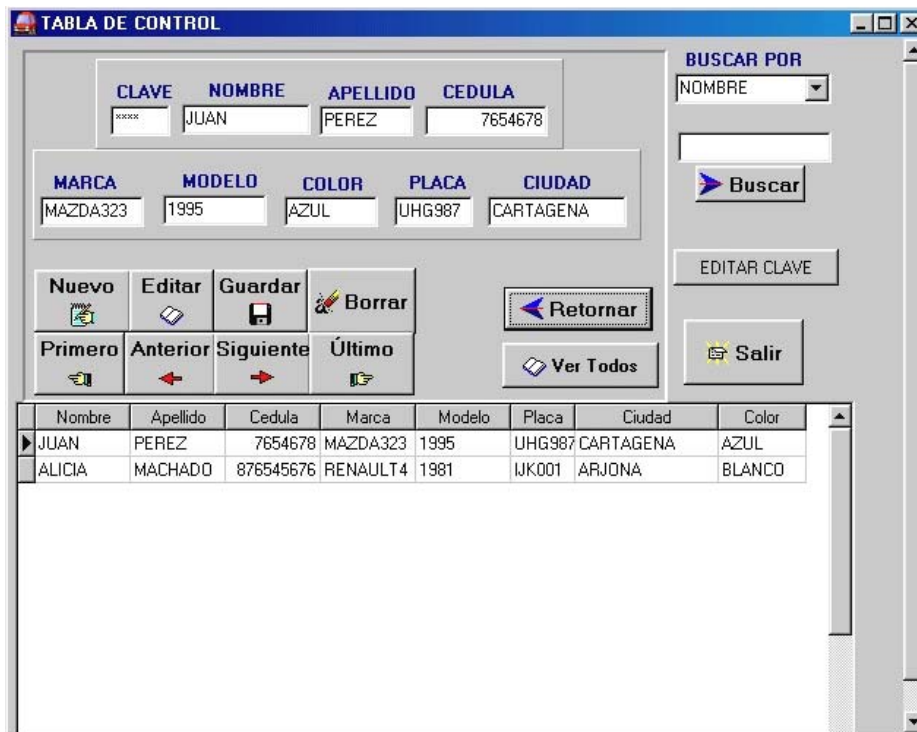 TABLA DE CONTROL
BUSCAR POR
NOMBRE
CLAVE NOMBRE APELLIDO CEDULA
**** JUAN PEREZ 7654678
MARCA MODELO COLOR PLACA CIUDAD
MAZDA323 1995 AZUL UHG987 CARTAGENA
Buscar
EDITAR CLAVE
Nuevo Editar Guardar Borrar
Retornar
Primero Anterior Siguiente Último
Ver Todos
Salir
Nombre Apellido Cedula Marca Modelo Placa Ciudad Color
JUAN PEREZ 7654678 MAZDA323 1995 UHG987 CARTAGENA AZUL
ALICIA MACHADO 876545676 RENAULT4 1981 IJK001 ARJONA BLANCO